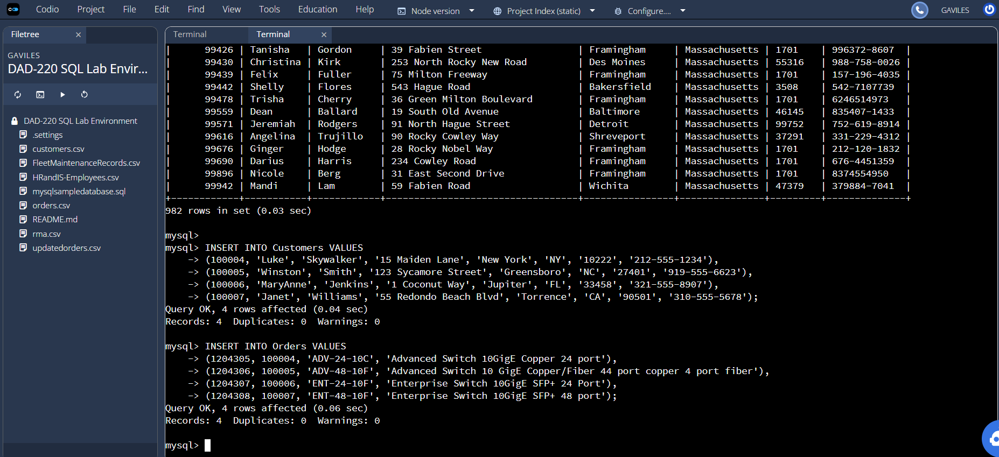 Codio Project File Edit Find View Tools Education Help Node version Project Index (static) Configure.... GAVILES
Filetree
Terminal Terminal
GAVILES
DAD-220 SQL Lab Envir...
DAD-220 SQL Lab Environment
.settings
customers.csv
FleetMaintenanceRecords.csv
HRandIS-Employees.csv
mysqlsampledatabase.sql
orders.csv
README.md
rma.csv
updatedorders.csv
| 99426 | Tanisha | Gordon | 39 Fabien Street | Framingham | Massachusetts | 1701 | 996372-8607 |
| 99430 | Christina | Kirk | 253 North Rocky New Road | Des Moines | Massachusetts | 55316 | 988-758-0026 |
| 99439 | Felix | Fuller | 75 Milton Freeway | Framingham | Massachusetts | 1701 | 157-196-4035 |
| 99442 | Shelly | Flores | 543 Hague Road | Bakersfield | Massachusetts | 3508 | 542-7107739 |
| 99478 | Trisha | Cherry | 36 Green Milton Boulevard | Framingham | Massachusetts | 1701 | 6246514973 |
| 99559 | Dean | Ballard | 19 South Old Avenue | Baltimore | Massachusetts | 46145 | 835407-1433 |
| 99571 | Jeremiah | Rodgers | 91 North Hague Street | Detroit | Massachusetts | 99752 | 752-619-8914 |
| 99616 | Angelina | Trujillo | 90 Rocky Cowley Way | Shreveport | Massachusetts | 37291 | 331-229-4312 |
| 99676 | Ginger | Hodge | 28 Rocky Nobel Way | Framingham | Massachusetts | 1701 | 212-120-1832 |
| 99690 | Darius | Harris | 234 Cowley Road | Framingham | Massachusetts | 1701 | 676-4451359 |
| 99896 | Nicole | Berg | 31 East Second Drive | Framingham | Massachusetts | 1701 | 8374554950 |
| 99942 | Mandi | Lam | 59 Fabien Road | Wichita | Massachusetts | 47379 | 379884-7041 |
+------------+-----------+------------+----------------------------------+----------------+---------------+---------+--------------+
982 rows in set (0.03 sec)
mysql>
mysql> INSERT INTO Customers VALUES
    -> (100004, 'Luke', 'Skywalker', '15 Maiden Lane', 'New York', 'NY', '10222', '212-555-1234'),
    -> (100005, 'Winston', 'Smith', '123 Sycamore Street', 'Greensboro', 'NC', '27401', '919-555-6623'),
    -> (100006, 'MaryAnne', 'Jenkins', '1 Coconut Way', 'Jupiter', 'FL', '33458', '321-555-8907'),
    -> (100007, 'Janet', 'Williams', '55 Redondo Beach Blvd', 'Torrence', 'CA', '90501', '310-555-5678');
Query OK, 4 rows affected (0.04 sec)
Records: 4  Duplicates: 0  Warnings: 0
mysql> INSERT INTO Orders VALUES
    -> (1204305, 100004, 'ADV-24-10C', 'Advanced Switch 10GigE Copper 24 port'),
    -> (1204306, 100005, 'ADV-48-10F', 'Advanced Switch 10 GigE Copper/Fiber 44 port copper 4 port fiber'),
    -> (1204307, 100006, 'ENT-24-10F', 'Enterprise Switch 10GigE SFP+ 24 Port'),
    -> (1204308, 100007, 'ENT-48-10F', 'Enterprise Switch 10GigE SFP+ 48 port');
Query OK, 4 rows affected (0.06 sec)
Records: 4  Duplicates: 0  Warnings: 0
mysql>